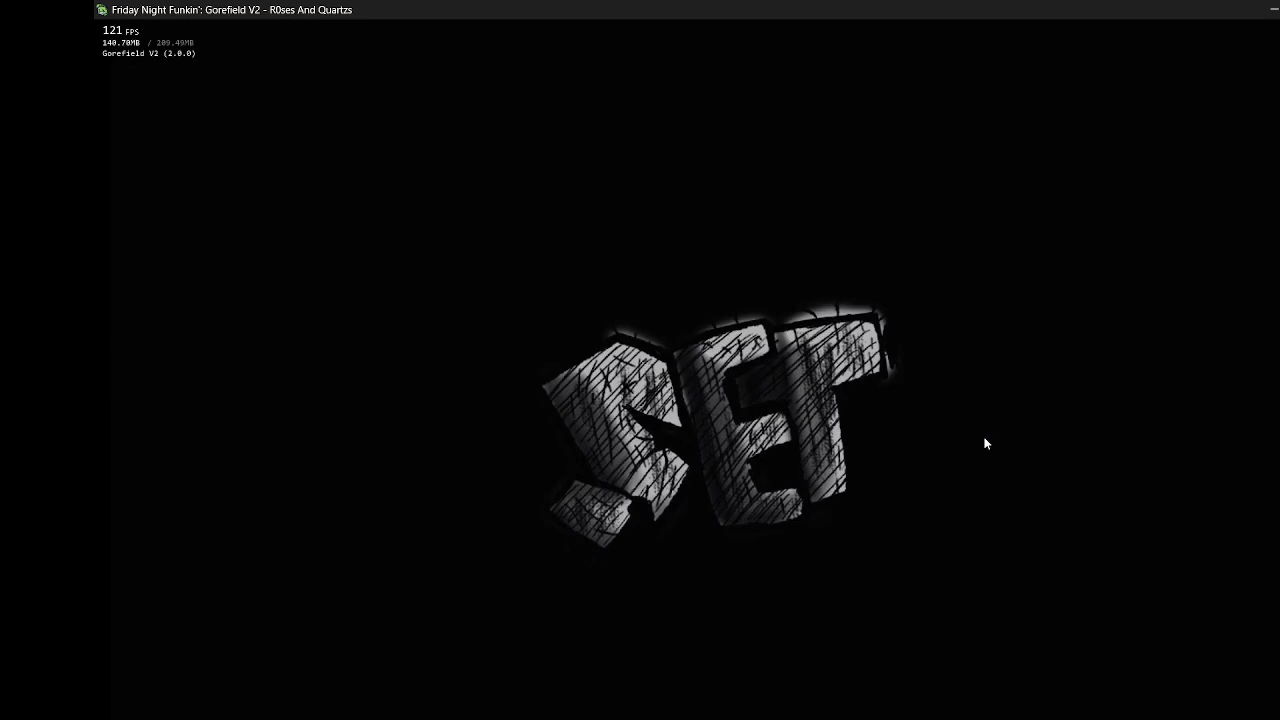 Friday Night Funkin': Gorefield V2 - R0ses And Quartzs
121 FPS
140.70MB / 209.49MB
Gorefield V2 (2.0.0)
SET